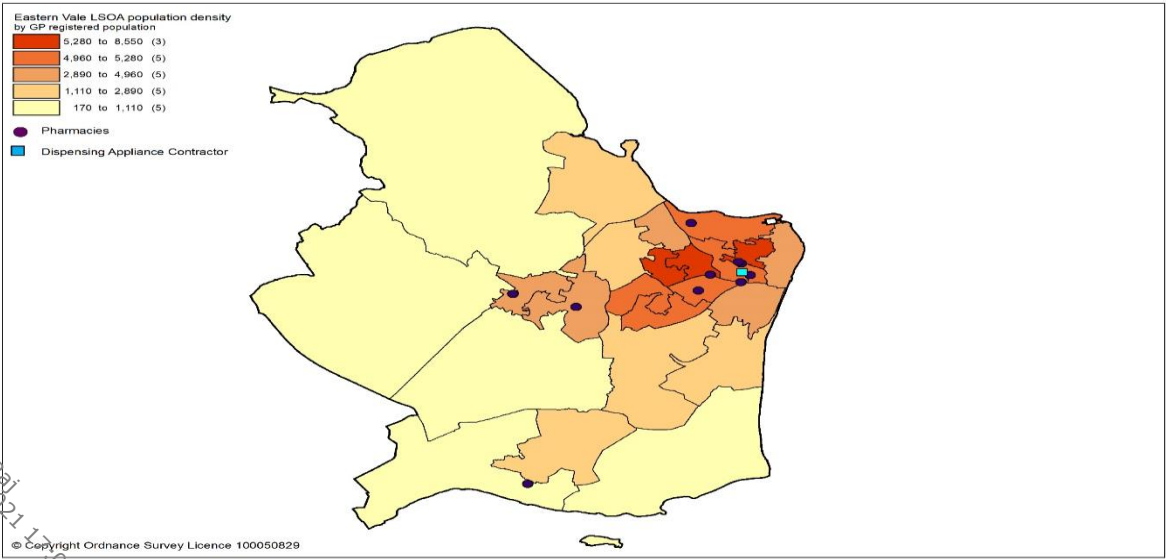 Eastern Vale LSOA population density
by GP registered population
5,280 to 8,550 (3)
4,960 to 5,280 (5)
2,890 to 4,960 (5)
1,110 to 2,890 (5)
170 to 1,110 (5)
Pharmacies
Dispensing Appliance Contractor
© Copyright Ordnance Survey Licence 100050829